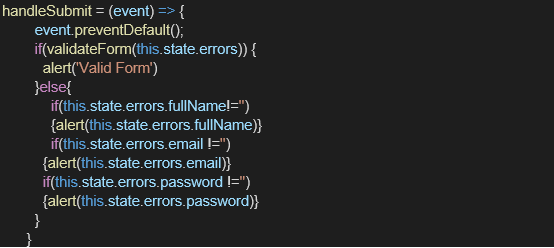 handleSubmit = (event) => {
event.preventDefault();
if(validateForm(this.state.errors)) {
alert('Valid Form')
}else{
if(this.state.errors.fullName!='')
{alert(this.state.errors.fullName)}
if(this.state.errors.email !='')
{alert(this.state.errors.email)}
if(this.state.errors.password !='')
{alert(this.state.errors.password)}
}
}